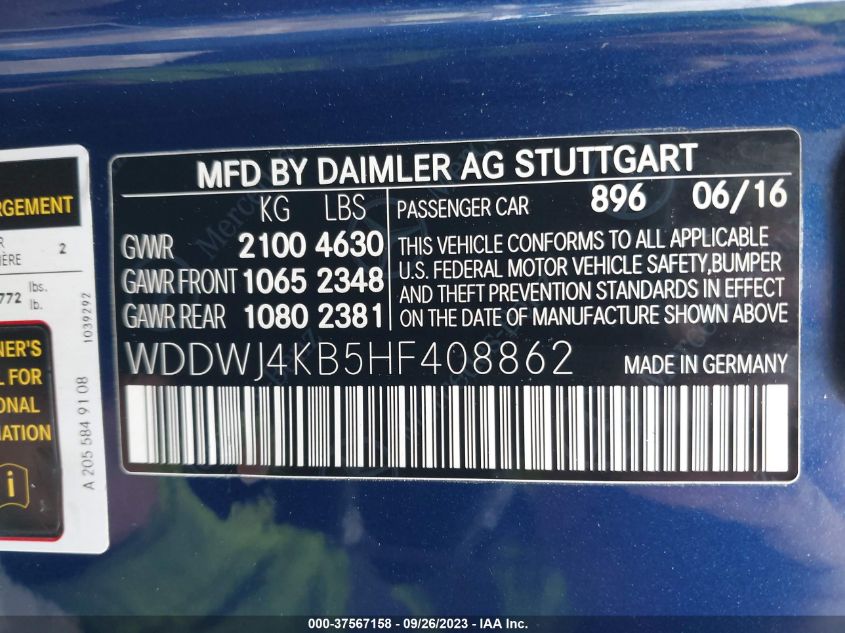 MFD BY DAIMLER AG STUTTGART
KG LBS
PASSENGER CAR 896 06/16
GVWR 2100 4630
GAWR FRONT 1065 2348
GAWR REAR 1080 2381
THIS VEHICLE CONFORMS TO ALL APPLICABLE
U.S. FEDERAL MOTOR VEHICLE SAFETY,BUMPER
AND THEFT PREVENTION STANDARDS IN EFFECT
ON THE DATE OF MANUFACTURE SHOWN ABOVE
WDDWJ4KB5HF408862 MADE IN GERMANY
2
772 lbs.
lb.
1039292
NER'S
FOR
A 205 584 91 08
i
000-37567158 - 09/26/2023 - IAA Inc.